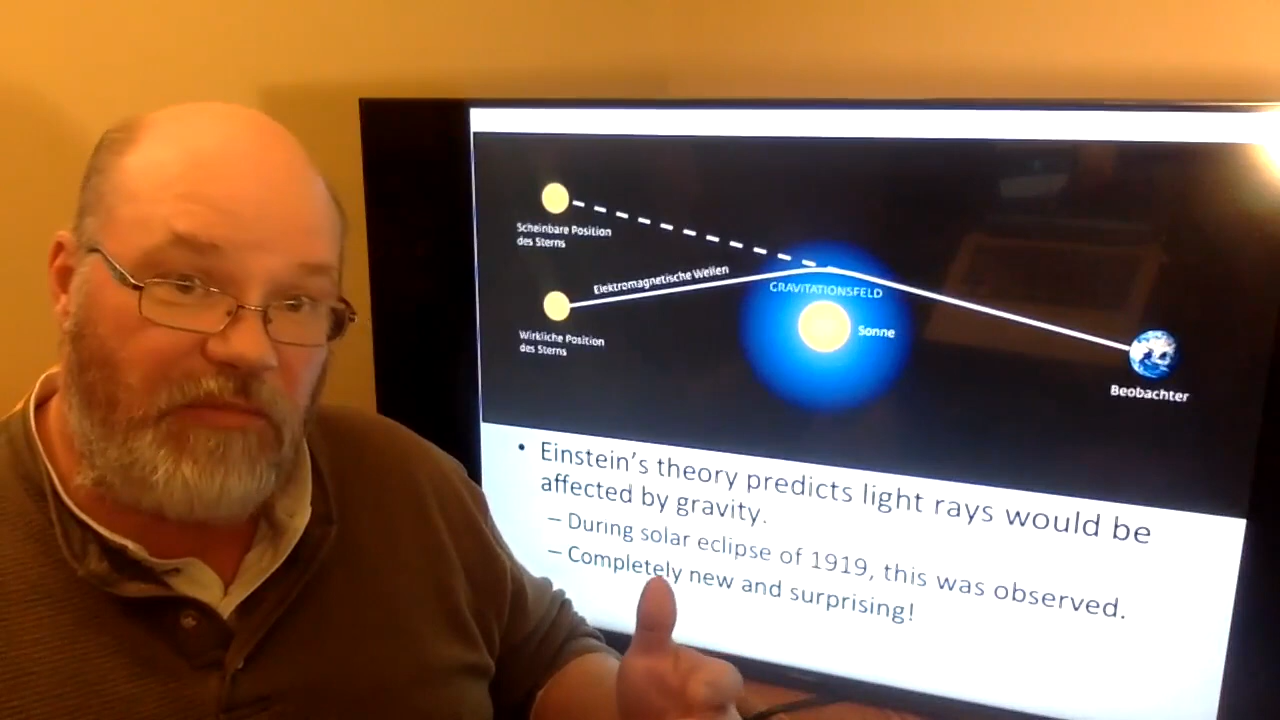 Scheinbare Position
des Sterns
Elektromagnetische Wellen
GRAVITATIONSFELD
Sonne
Wirkliche Position
des Sterns
Beobachter
• Einstein's theory predicts light rays would be
affected by gravity.
– During solar eclipse of 1919, this was observed.
– Completely new and surprising!